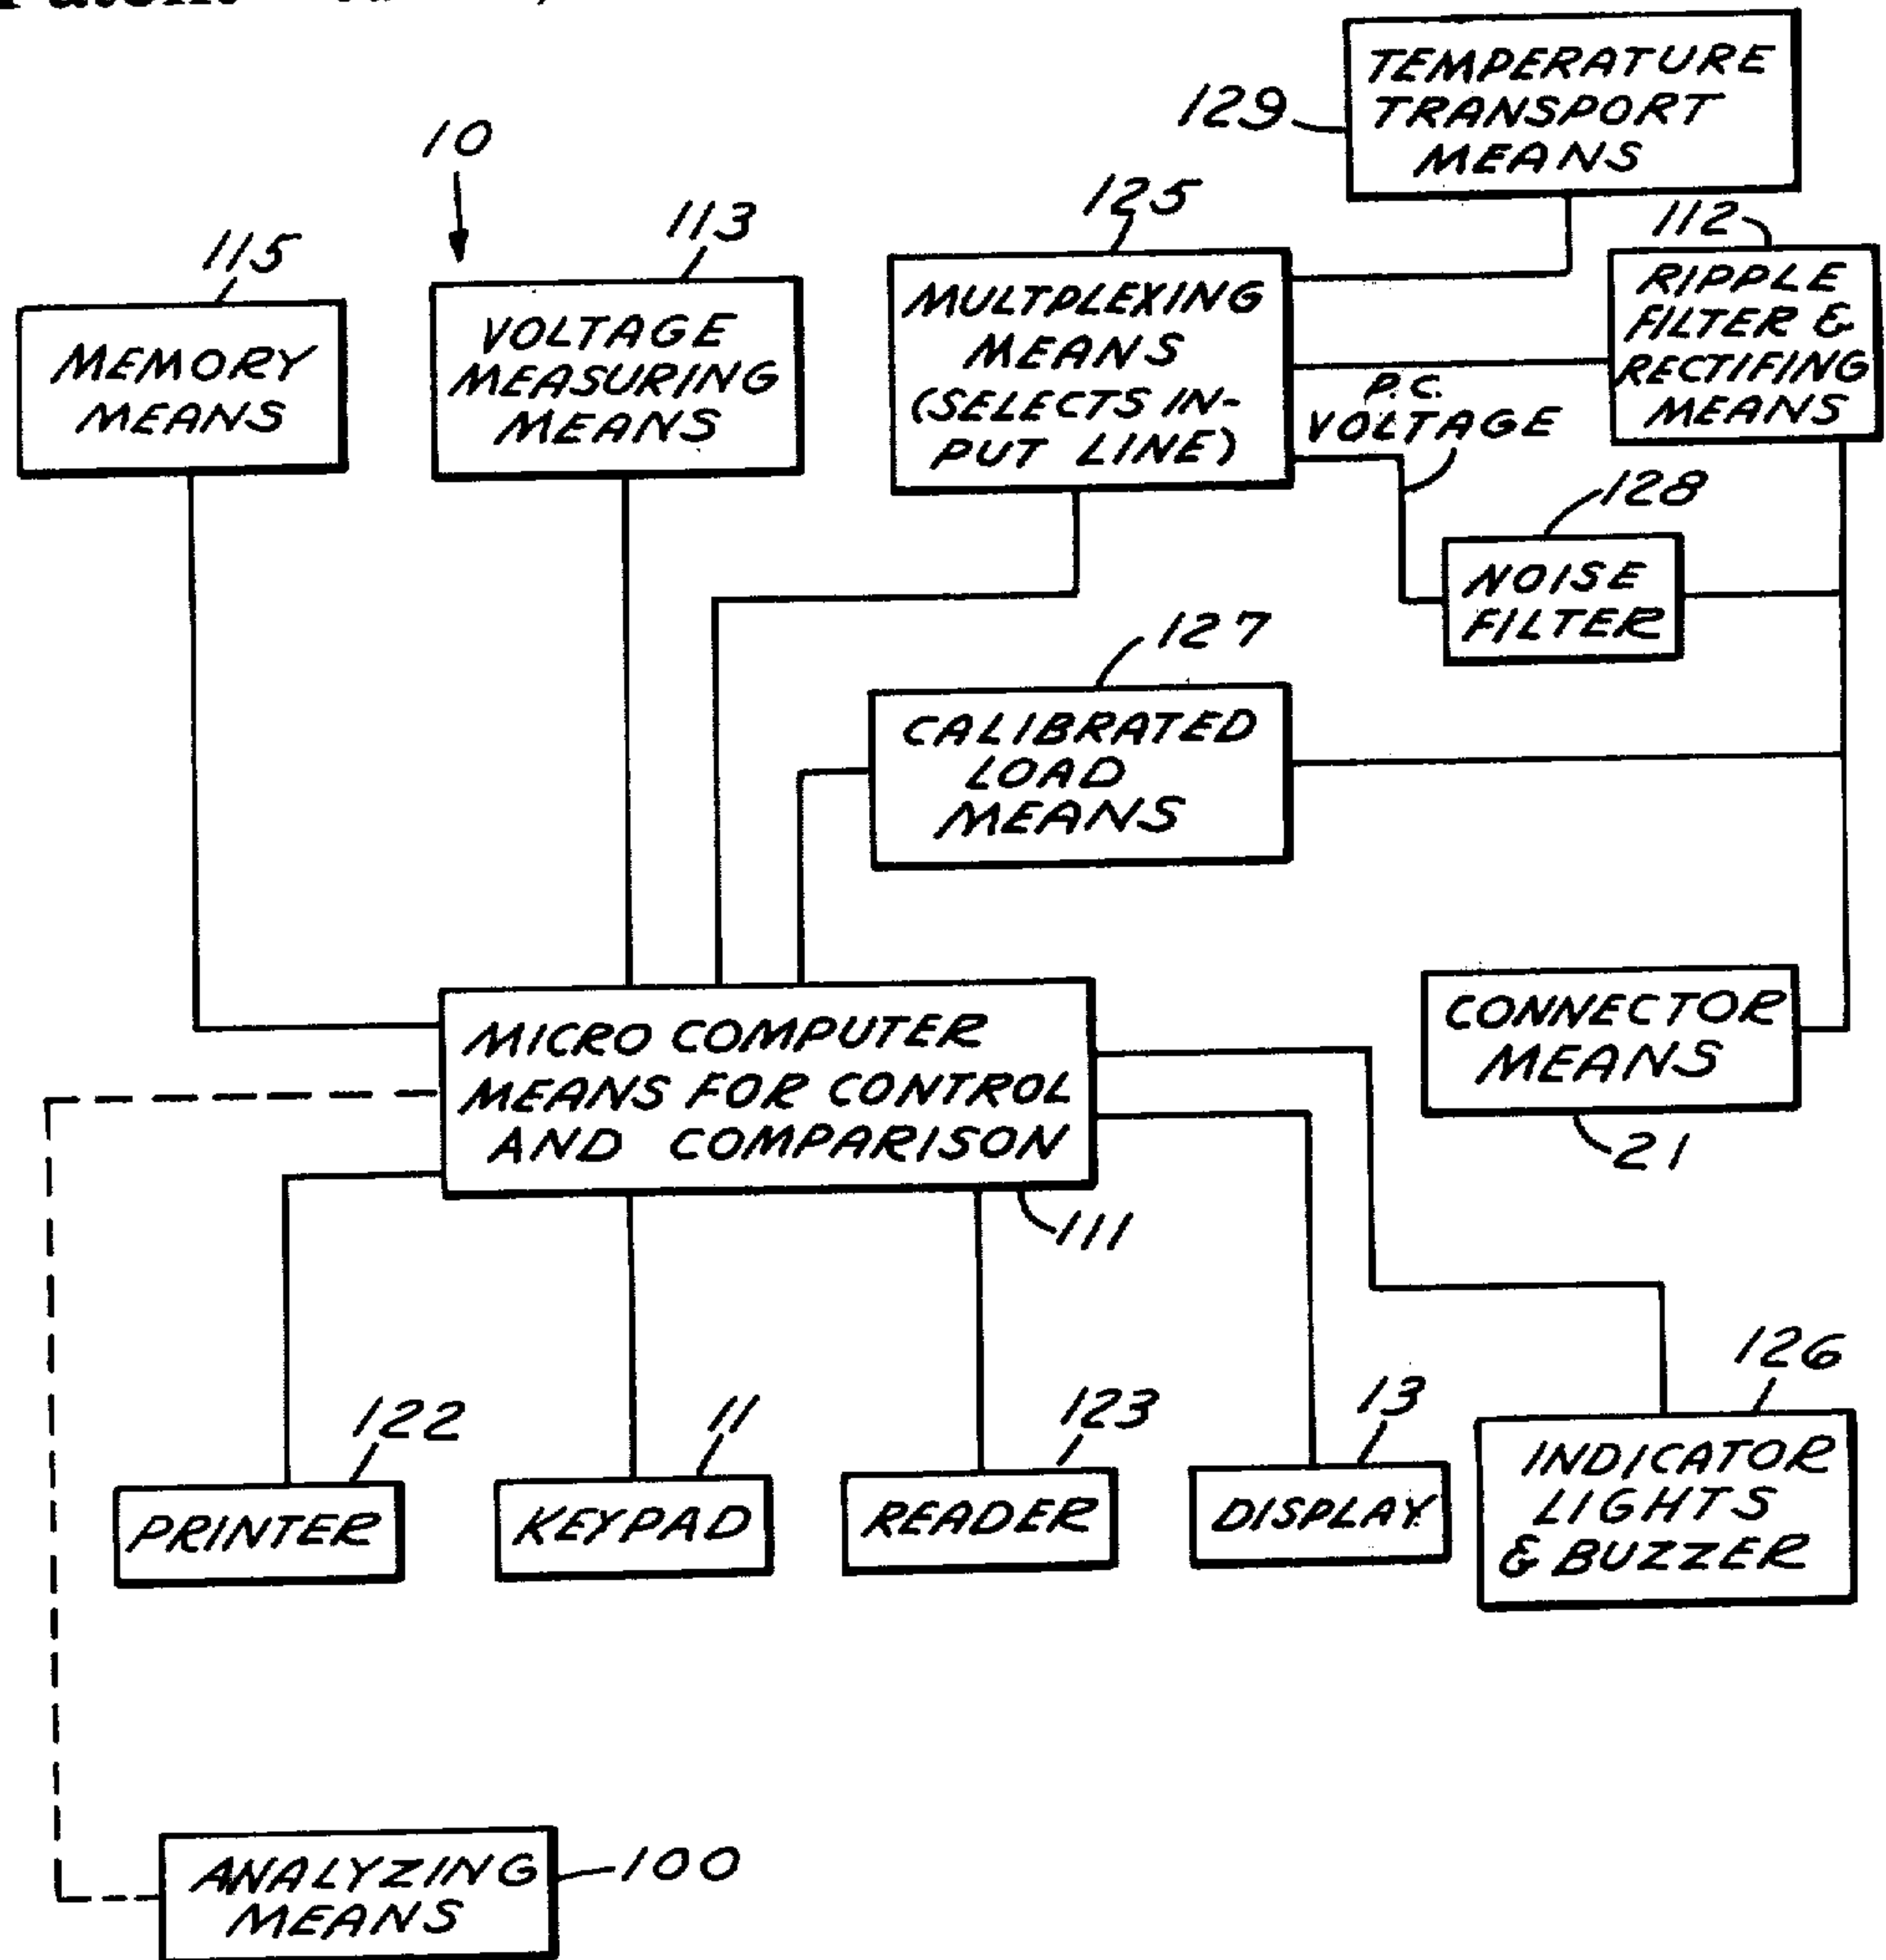 TEMPERATURE
TRANSPORT
MEANS
129
10
125
112
113
115
MEMORY
MEANS
VOLTAGE
MEASURING
MEANS
MULTPLEXING
MEANS
(SELECTS IN-
PUT LINE)
RIPPLE
FILTER &
RECTIFING
MEANS
P.C.
VOLTAGE
128
NOISE
FILTER
127
CALIBRATED
LOAD
MEANS
CONNECTOR
MEANS
21
MICRO COMPUTER
MEANS FOR CONTROL
AND COMPARISON
111
122
PRINTER
11
KEYPAD
123
READER
13
DISPLAY
126
INDICATOR
LIGHTS
& BUZZER
ANALYZING
MEANS
100